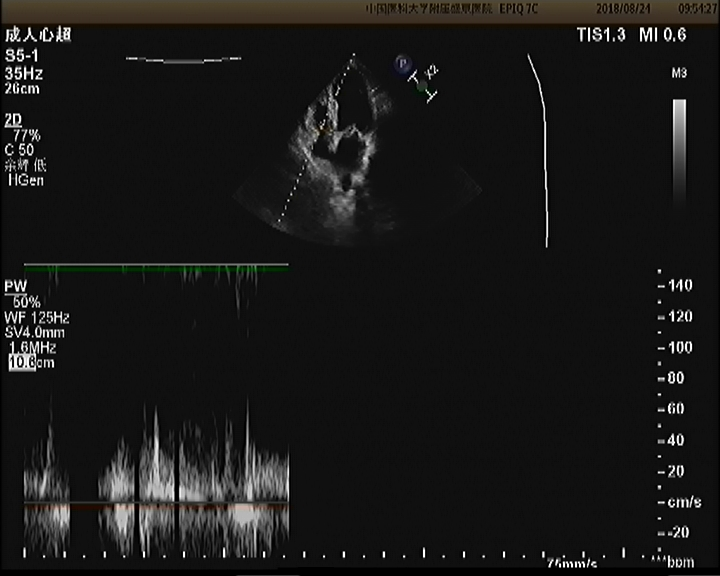 中国医科大学附属盛京医院 EPIQ 7C 2018/08/24 09:54:27
成人心超 TIS1.3 MI 0.6
S5-1
35Hz
26cm
2D
77%
C 50
余辉 低
HGen
P
X2
M3
PW
50%
WF 125Hz
SV4.0mm
1.6MHz
10.6cm
140
120
100
80
60
40
20
cm/s
-20
75mm/s
***bpm